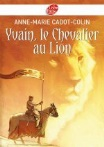 ANNE-MARIE CADOT-COLIN
Yvain, le Chevalier
au Lion